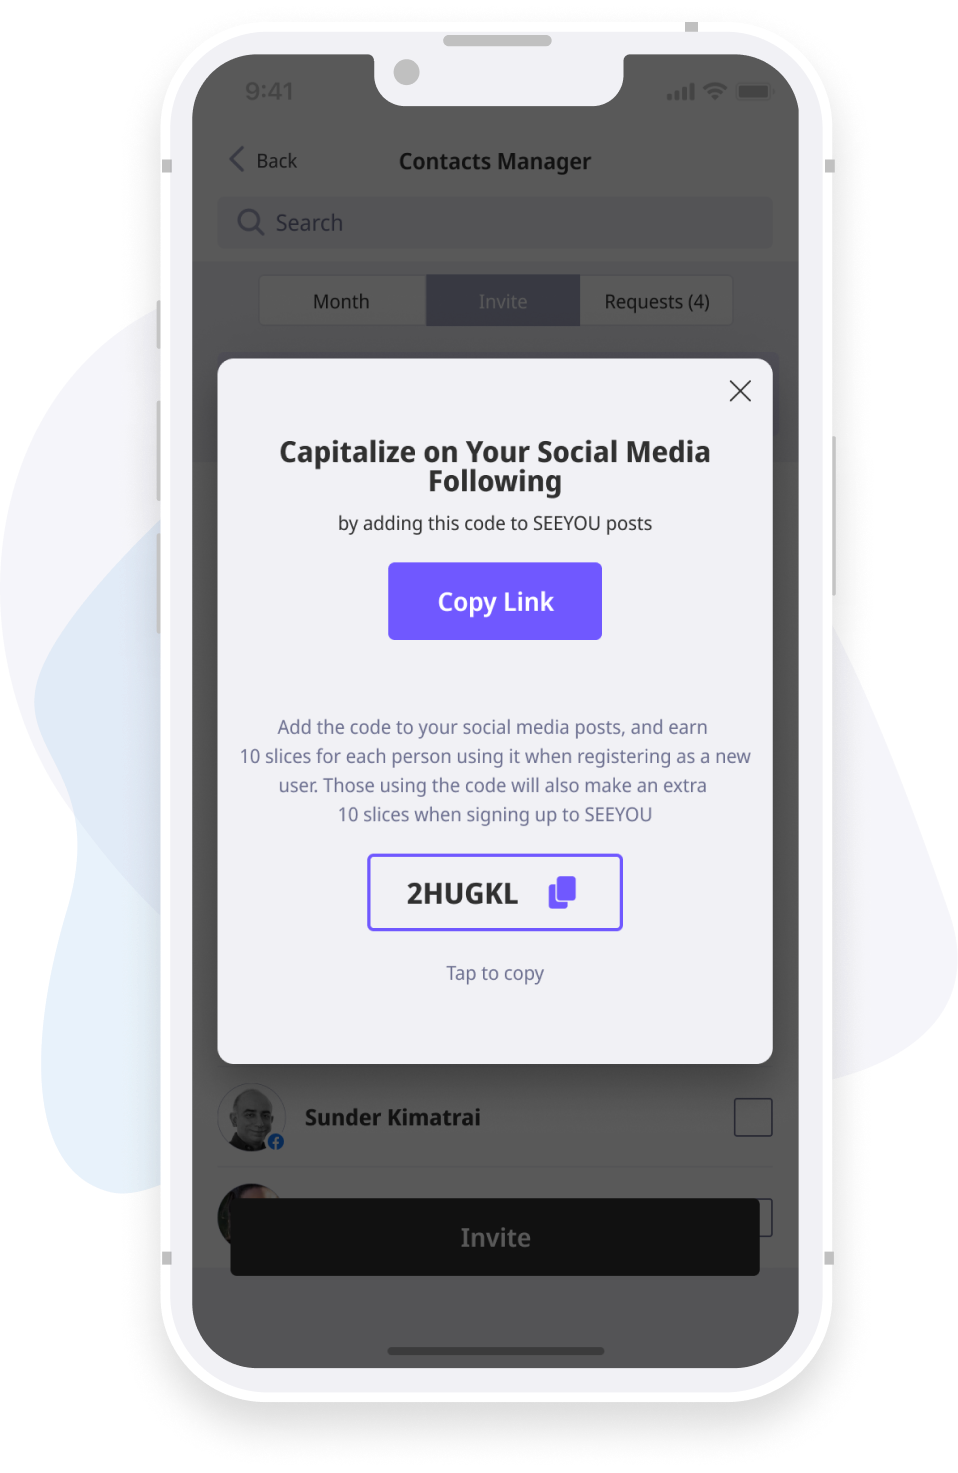 9:41
Back
Contacts Manager
Search
Month
Invite
Requests (4)
Capitalize on Your Social Media
Following
by adding this code to SEEYOU posts
Copy Link
Add the code to your social media posts, and earn
10 slices for each person using it when registering as a new
user. Those using the code will also make an extra
10 slices when signing up to SEEYOU
2HUGKL
Tap to copy
Sunder Kimatrai
Invite